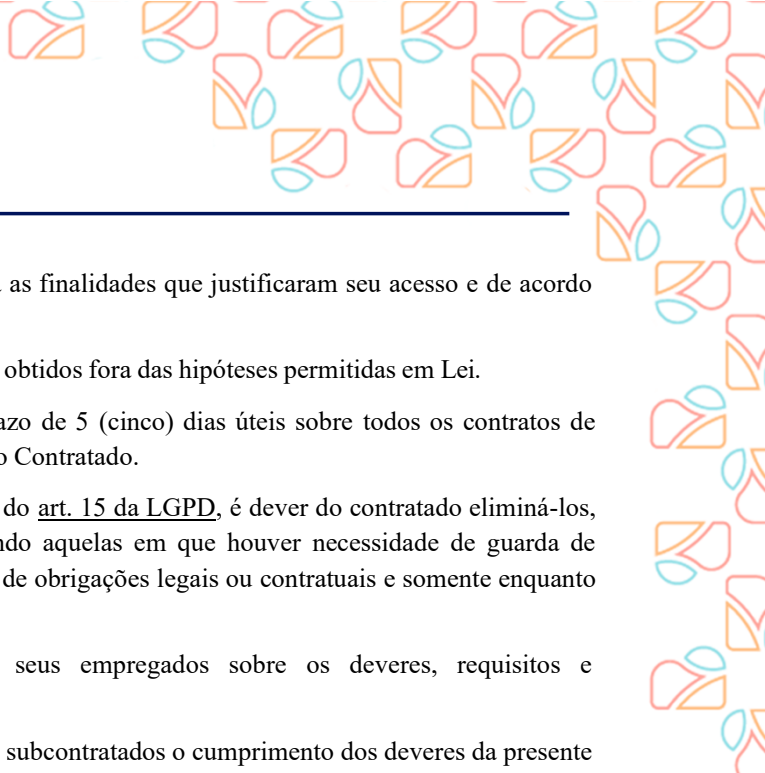 as finalidades que justificaram seu acesso e de acordo
obtidos fora das hipóteses permitidas em Lei.
de 5 (cinco) dias úteis sobre todos os contratos de
Contratado.
do art. 15 da LGPD, é dever do contratado eliminá-los,
aquelas em que houver necessidade de guarda de
de obrigações legais ou contratuais e somente enquanto
seus empregados sobre os deveres, requisitos e
subcontratados o cumprimento dos deveres da presente